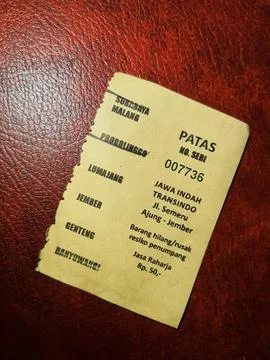 SURABAYA
MALANG
PROBOLINGGO
LUMAJANG
JEMBER
GENTENG
BANYUWANGI
PATAS
NO. SERI
007736
JAWA INDAH
TRANSINDO
Jl. Semeru
Ajung - Jember
Barang hilang/rusak
resiko penumpang
Jasa Raharja
Rp. 50,-